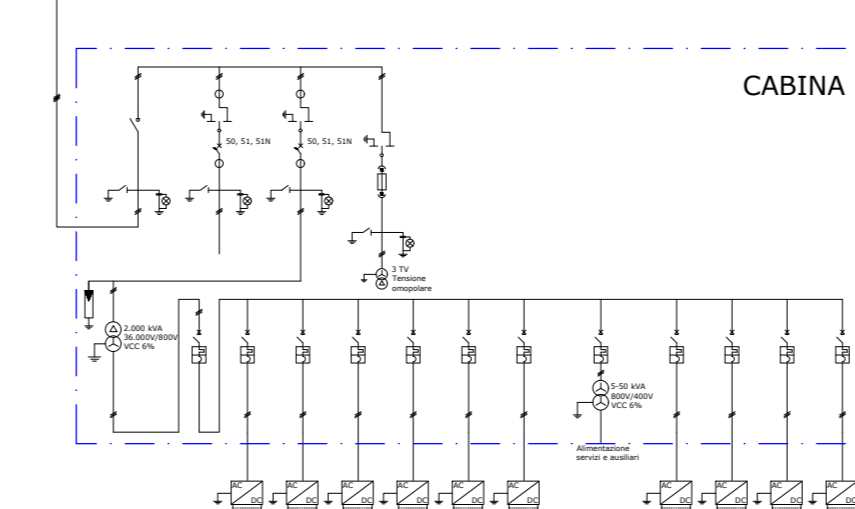 CABINA
50, 51, 51N
50, 51, 51N
3 TV
Tensione
omopolare
2.000 kVA
36.000V/800V
VCC 6%
5-50 kVA
800V/400V
VCC 6%
Alimentazione
servizi e ausiliari
AC
DC
AC
DC
AC
DC
AC
DC
AC
DC
AC
DC
AC
DC
AC
DC
AC
DC
AC
DC